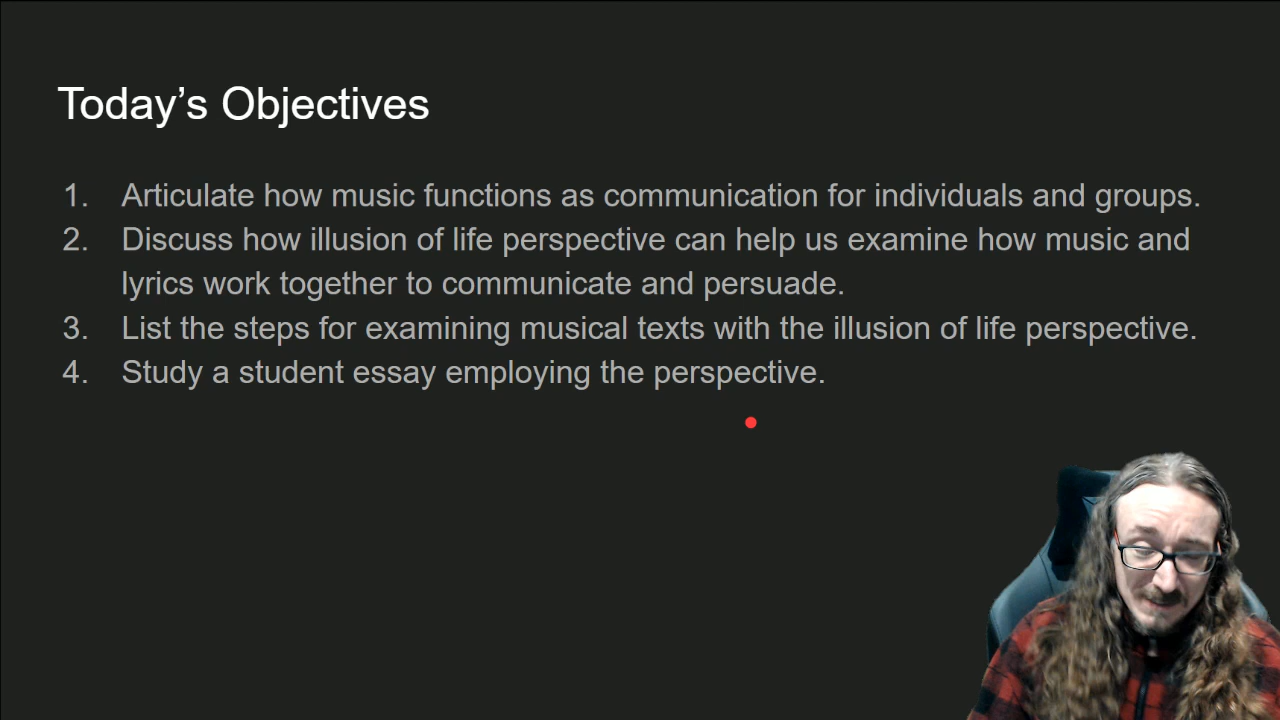 Today’s Objectives
1. Articulate how music functions as communication for individuals and groups.
2. Discuss how illusion of life perspective can help us examine how music and
lyrics work together to communicate and persuade.
3. List the steps for examining musical texts with the illusion of life perspective.
4. Study a student essay employing the perspective.